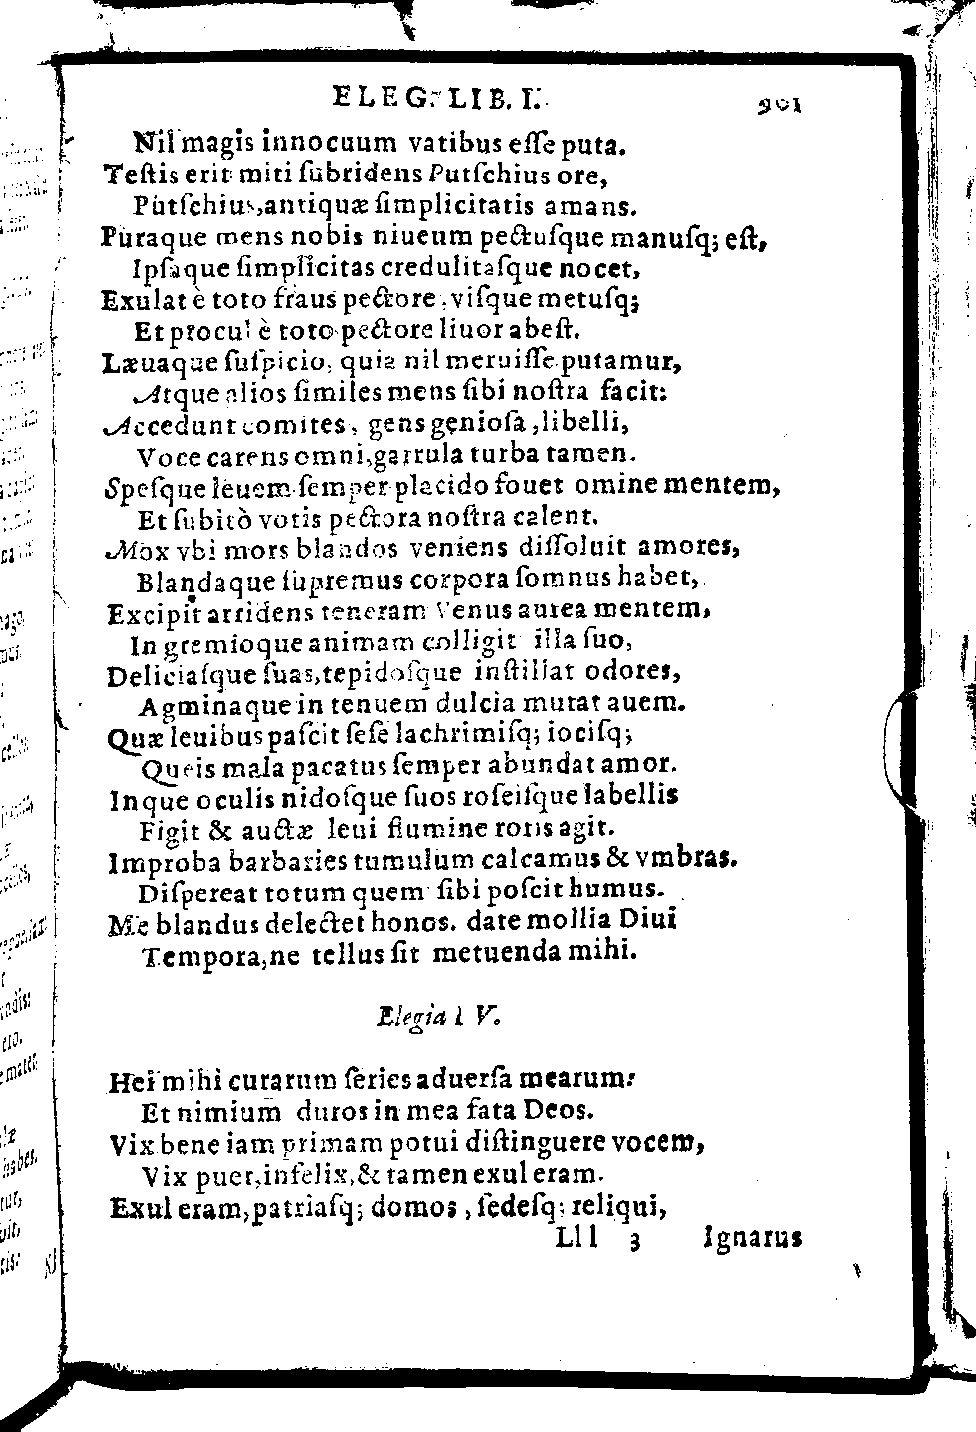 ELEG. LIB. I. 901
Nil magis innocuum vatibus eſſe puta.
Teſtis erit miti ſubridens Putſchius ore,
Putſchius, antiquæ ſimplicitatis amans.
Puraque mens nobis niueum pectuſque manuſq; eſt,
Ipſaque ſimplicitas credulitaſque nocet,
Exulat è toto fraus pectore, viſque metuſq;
Et procul è toto pectore liuor abeſt.
Læuaque ſuſpicio, quia nil meruiſſe putamur,
Atque alios ſimiles mens ſibi noſtra facit:
Accedunt comites, gens genioſa, libelli,
Voce carens omni, garrula turba tamen.
Speſque leuem ſemper placido fouet omine mentem,
Et ſubitò votis pectora noſtra calent.
Mox vbi mors blandos veniens diſſoluit amores,
Blandaque ſupremus corpora ſomnus habet,
Excipit arridens teneram Venus aurea mentem,
In gremioque animam colligit illa ſuo,
Deliciaſque ſuas, tepidoſque inſtillat odores,
Agminaque in tenuem dulcia mutat auem.
Quæ leuibus paſcit ſeſe lachrimiſq; iociſq;
Queis mala pacatus ſemper abundat amor.
Inque oculis nidoſque ſuos roſeiſque labellis
Figit & auctæ leui flumine roris agit.
Improba barbaries tumulum calcamus & vmbras.
Diſpereat totum quem ſibi poſcit humus.
Me blandus delectet honos. date mollia Diui
Tempora, ne tellus ſit metuenda mihi.
Elegia I V.
Hei mihi curarum ſeries aduerſa mearum:
Et nimium duros in mea fata Deos.
Vix bene iam primam potui diſtinguere vocem,
Vix puer, infelix, & tamen exul eram.
Exul eram, patriaſq; domos, ſedeſq; reliqui,
Lll 3 Ignarus